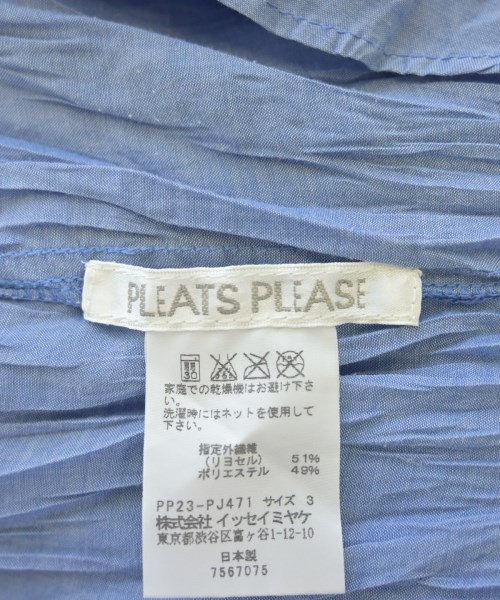 PLEATS PLEASE
家庭での乾燥機はお避け下さ
い。
洗濯時にはネットを使用して
下さい。
指定外繊維
(リヨセル) 51%
ポリエステル 49%
PP23-PJ471 サイズ 3
株式会社イッセイミヤケ
東京都渋谷区富ヶ谷1-12-10
日本製
7567075